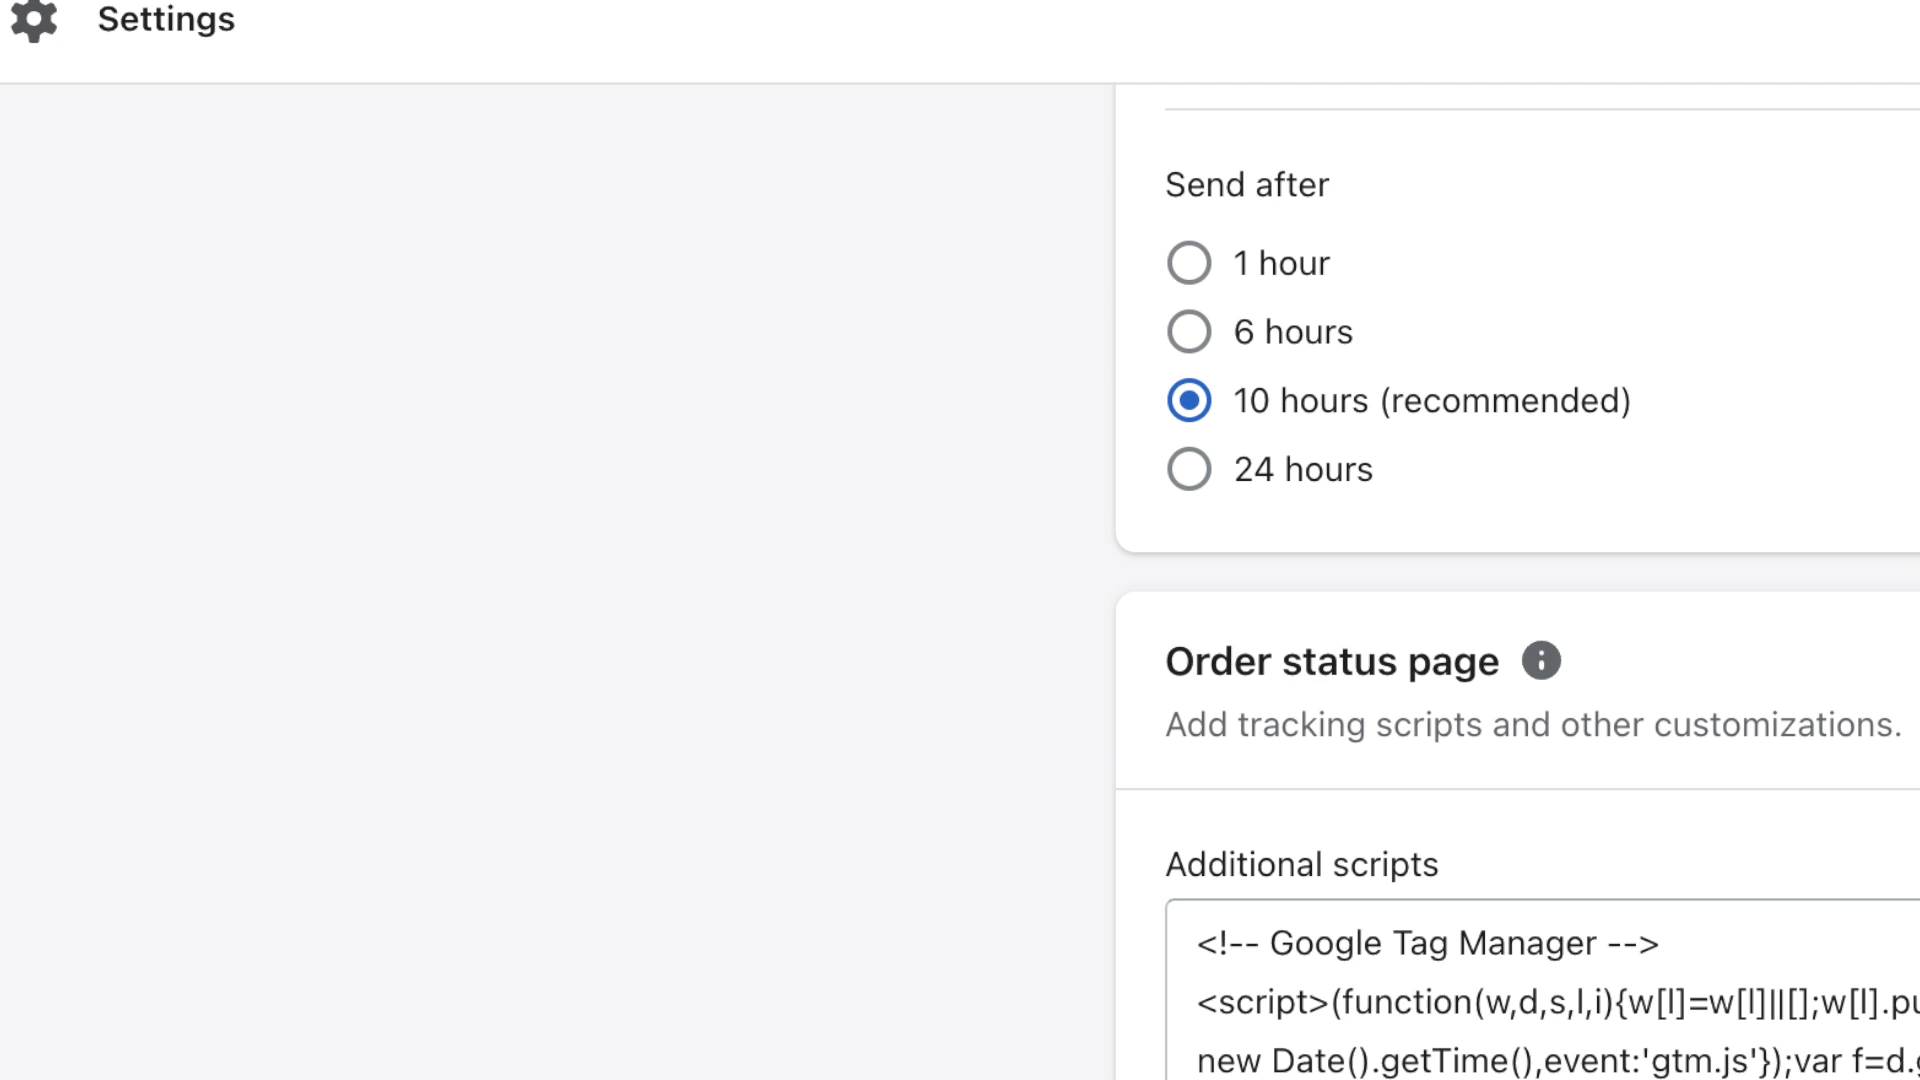 Settings
Send after
1 hour
6 hours
10 hours (recommended)
24 hours
Order status page
Add tracking scripts and other customizations.
Additional scripts
<!-- Google Tag Manager -->
<script>(function(w,d,s,l,i){w[l]=w[l]||[];w[l].pu
new Date().getTime(),event:'gtm.js'});var f=d.g